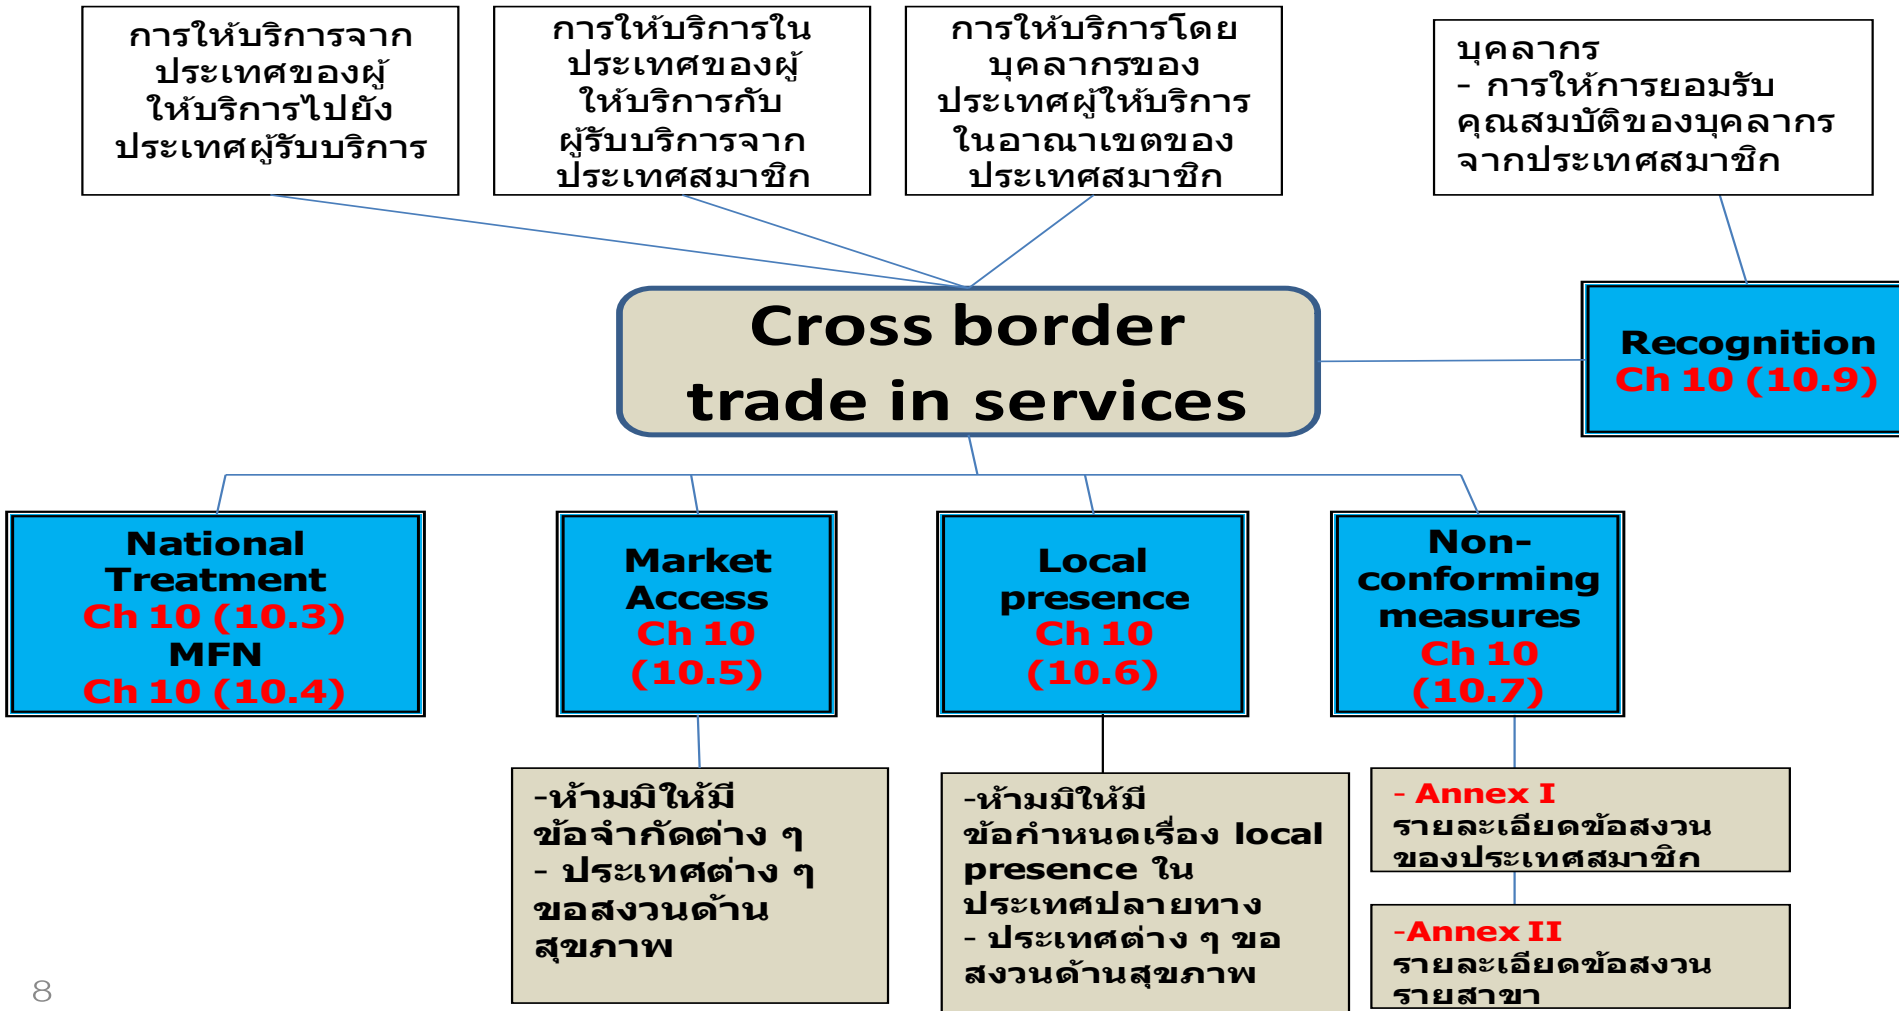 การให้บริการจาก
ประเทศของผู้
ให้บริการไปยัง
ประเทศผู้รับบริการ
การให้บริการใน
ประเทศของผู้
ให้บริการกับ
ผู้รับบริการจาก
ประเทศสมาชิก
การให้บริการโดย
บุคลากรของ
ประเทศผู้ให้บริการ
ในอาณาเขตของ
ประเทศสมาชิก
บุคลากร
- การให้การยอมรับ
คุณสมบัติของบุคลากร
จากประเทศสมาชิก
Cross border
trade in services
Recognition
Ch 10 (10.9)
National
Treatment
Ch 10 (10.3)
MFN
Ch 10 (10.4)
Market
Access
Ch 10
(10.5)
Local
presence
Ch 10
(10.6)
Non-
conforming
measures
Ch 10
(10.7)
-ห้ามมิให้มี
ข้อจำกัดต่าง ๆ
- ประเทศต่าง ๆ
ขอสงวนด้าน
สุขภาพ
-ห้ามมิให้มี
ข้อกำหนดเรื่อง local
presence ใน
ประเทศปลายทาง
- ประเทศต่าง ๆ ขอ
สงวนด้านสุขภาพ
- Annex I
รายละเอียดข้อสงวน
ของประเทศสมาชิก
-Annex II
รายละเอียดข้อสงวน
รายสาขา
8